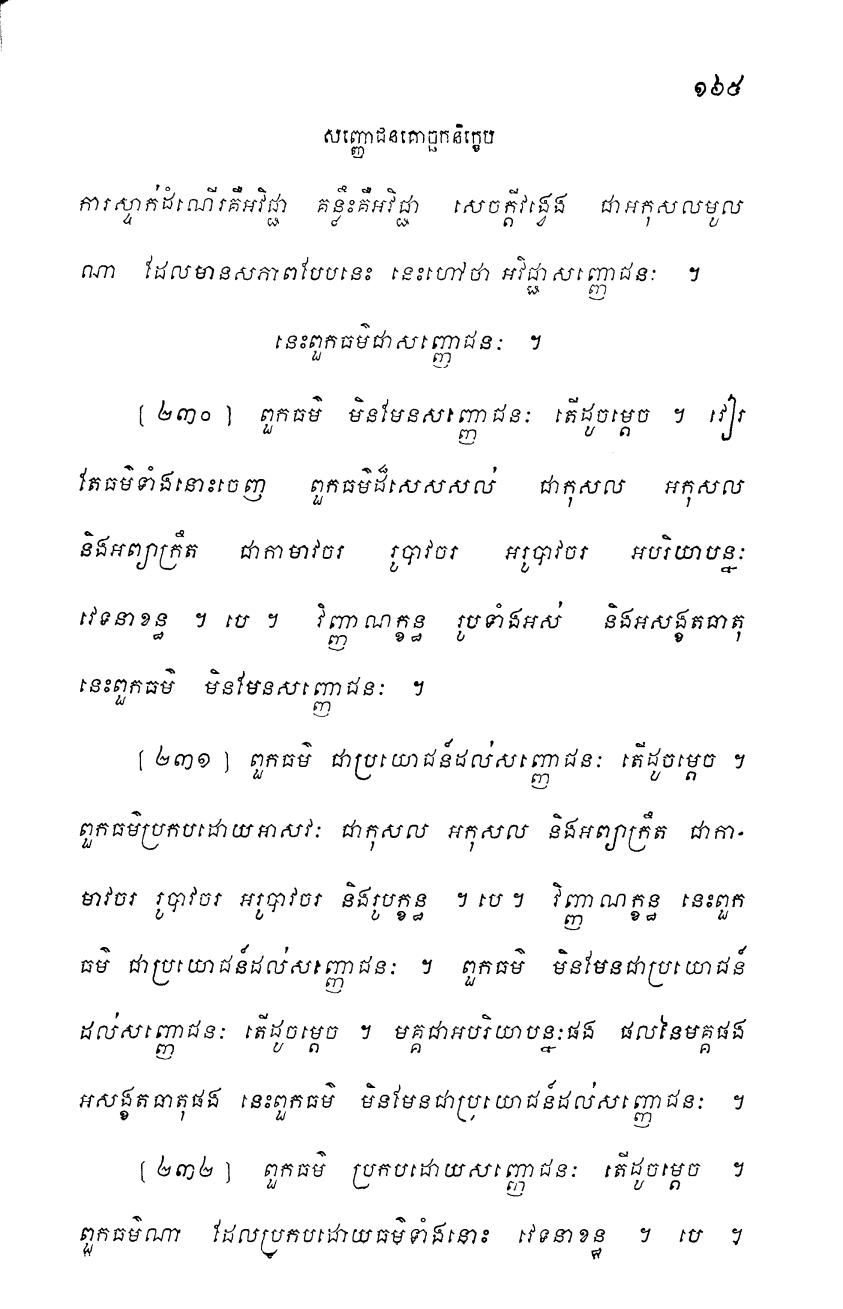 ១៦៥
សញ្ញោជនគោច្ឆកនិក្ខេប
ការស្ទាក់ដំណើរគឺអវិជ្ជា គន្លឹះគឺអវិជ្ជា សេចក្តីវង្វេង ជាអកុសលមូល
ណា ដែលមានសភាពបែបនេះ នេះហៅថា អវិជ្ជាសញ្ញោជនៈ ។
នេះពួកធម៌ជាសញ្ញោជនៈ ។
[ ២៣០ ] ពួកធម៌ មិនមែនសញ្ញោជនៈ តើដូចម្តេច ។ វៀរ
តែធម៌ទាំងនោះចេញ ពួកធម៌ដ៏សេសសល់ ជាកុសល អកុសល
និងអព្យាក្រឹត ជាកាមាវចរ រូបាវចរ អរូបាវចរ អបរិយាបន្នៈ
វេទនាខន្ធ ។ បេ ។ វិញ្ញាណក្ខន្ធ រូបទាំងអស់ និងអសង្ខតធាតុ
នេះពួកធម៌ មិនមែនសញ្ញោជនៈ ។
[ ២៣១ ] ពួកធម៌ ជាប្រយោជន៍ដល់សញ្ញោជនៈ តើដូចម្តេច ។
ពួកធម៌ប្រកបដោយអាសវៈ ជាកុសល អកុសល និងអព្យាក្រឹត ជាកា-
មាវចរ រូបាវចរ អរូបាវចរ និងរូបក្ខន្ធ ។ បេ ។ វិញ្ញាណក្ខន្ធ នេះពួក
ធម៌ ជាប្រយោជន៍ដល់សញ្ញោជនៈ ។ ពួកធម៌ មិនមែនជាប្រយោជន៍
ដល់សញ្ញោជនៈ តើដូចម្តេច ។ មគ្គជាអបរិយាបន្នៈផង ផលនៃមគ្គផង
អសង្ខតធាតុផង នេះពួកធម៌ មិនមែនជាប្រយោជន៍ដល់សញ្ញោជនៈ ។
[ ២៣២ ] ពួកធម៌ ប្រកបដោយសញ្ញោជនៈ តើដូចម្តេច ។
ពួកធម៌ណា ដែលប្រកបដោយធម៌ទាំងនោះ វេទនាខន្ធ ។ បេ ។